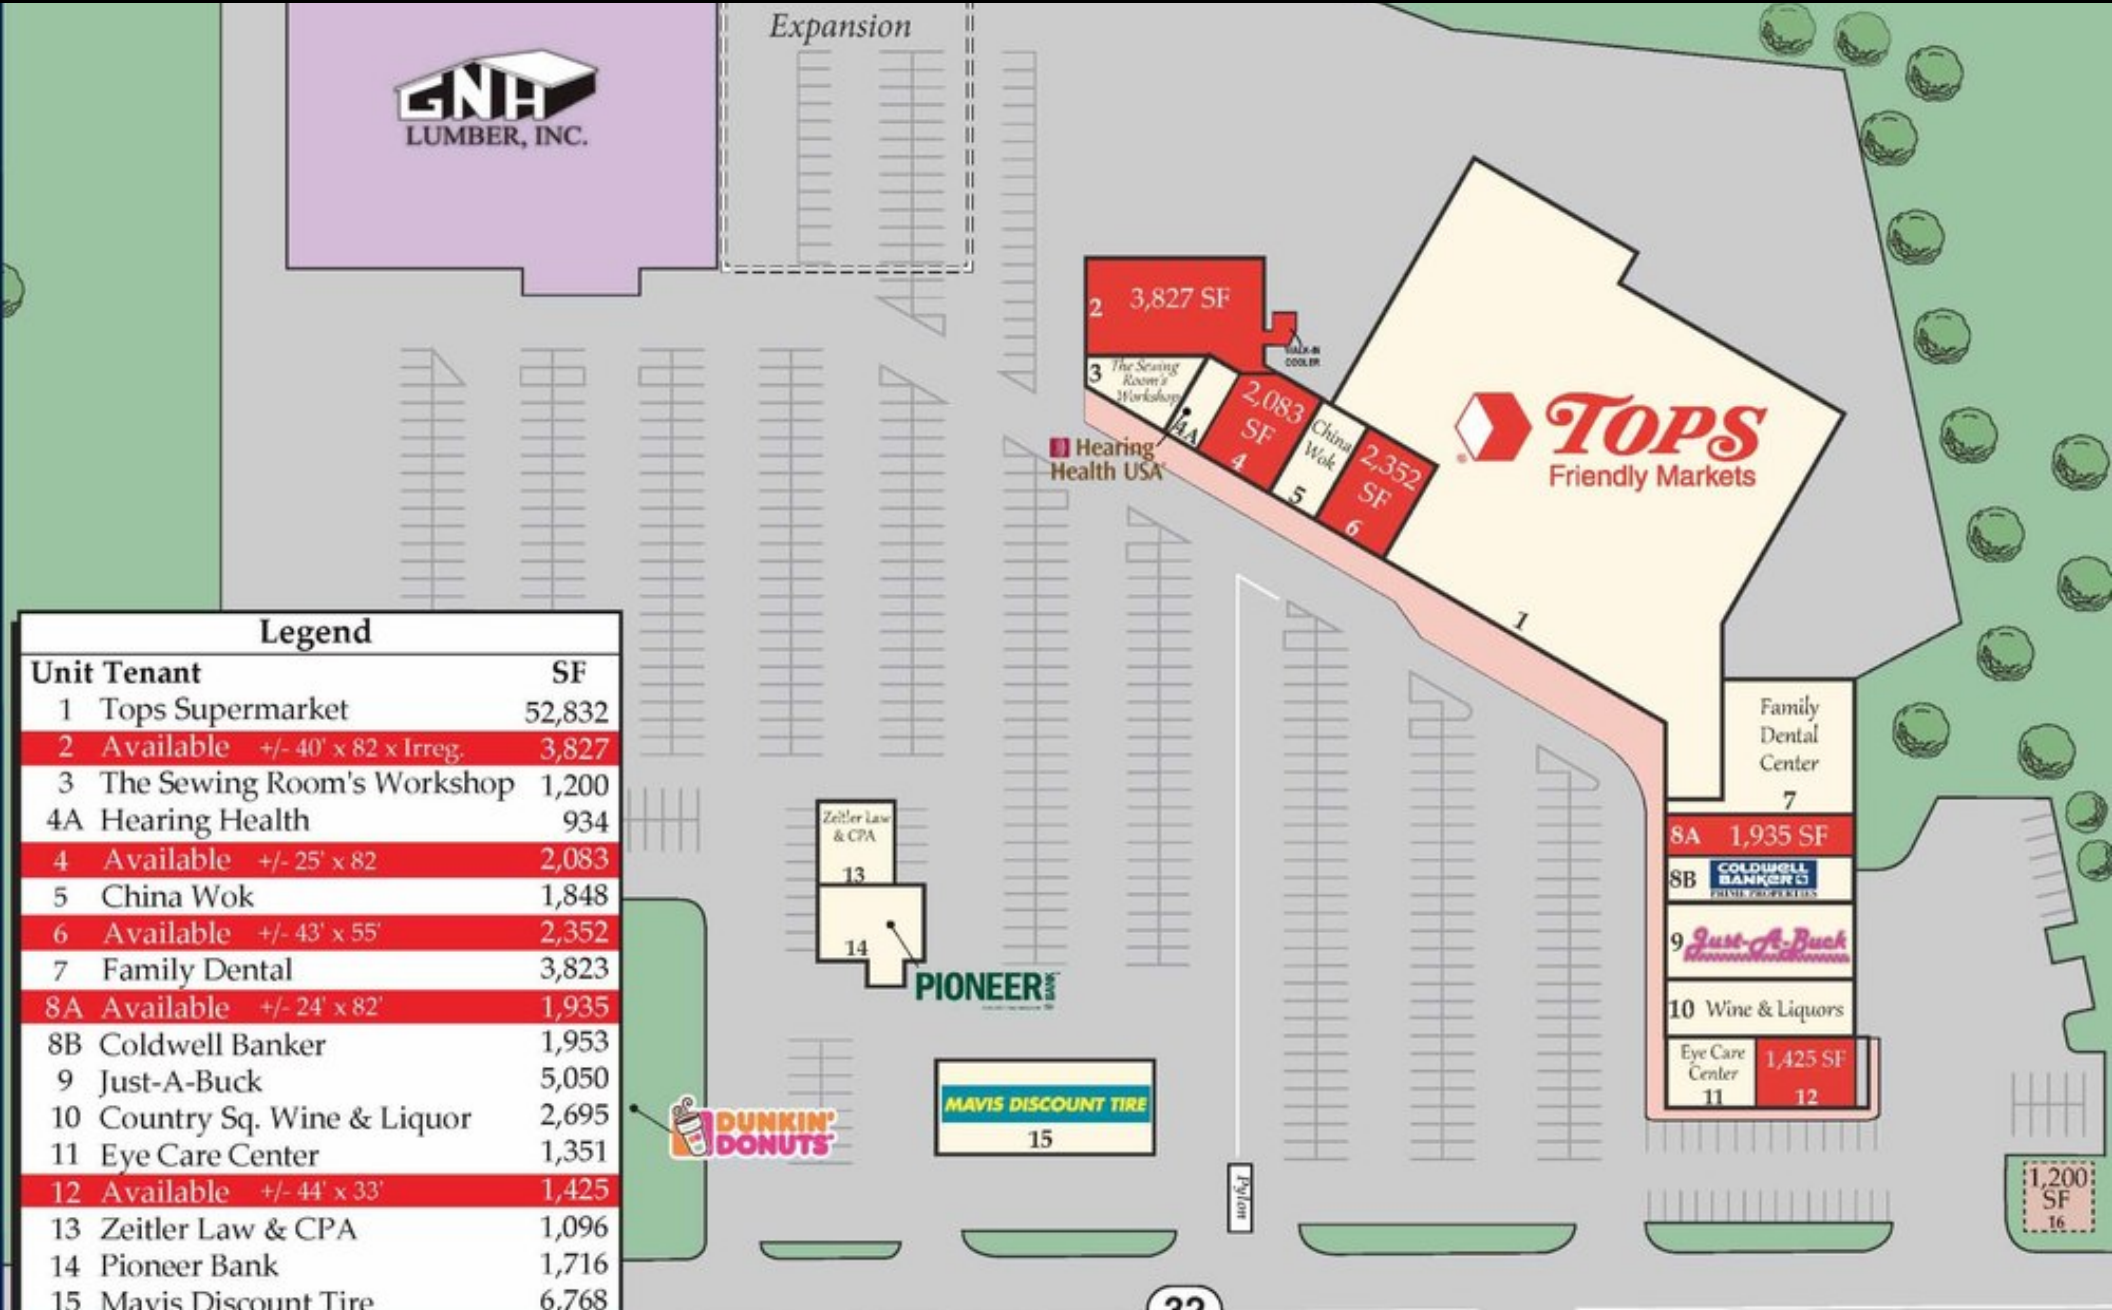 Expansion
GNH
LUMBER, INC.
2 3,827 SF
WALK-IN
COOLER
3 The Sewing
Room's
Workshop
4A
Hearing
Health USA
2,083
SF
4
China
Wok
5
2,352
SF
6
TOPS
Friendly Markets
1
Family
Dental
Center
7
8A 1,935 SF
8B COLDWELL
BANKER
PRIME PROPERTIES
9 Just-A-Buck
10 Wine & Liquors
Eye Care
Center
11
1,425 SF
12
1,200
SF
16
Zeitler Law
& CPA
13
14
PIONEER
BANK
MAVIS DISCOUNT TIRE
15
DUNKIN'
DONUTS
Pylon
32
Legend
Unit Tenant SF
1 Tops Supermarket 52,832
2 Available +/- 40' x 82 x Irreg. 3,827
3 The Sewing Room's Workshop 1,200
4A Hearing Health 934
4 Available +/- 25' x 82 2,083
5 China Wok 1,848
6 Available +/- 43' x 55' 2,352
7 Family Dental 3,823
8A Available +/- 24' x 82' 1,935
8B Coldwell Banker 1,953
9 Just-A-Buck 5,050
10 Country Sq. Wine & Liquor 2,695
11 Eye Care Center 1,351
12 Available +/- 44' x 33' 1,425
13 Zeitler Law & CPA 1,096
14 Pioneer Bank 1,716
15 Mavis Discount Tire 6,768